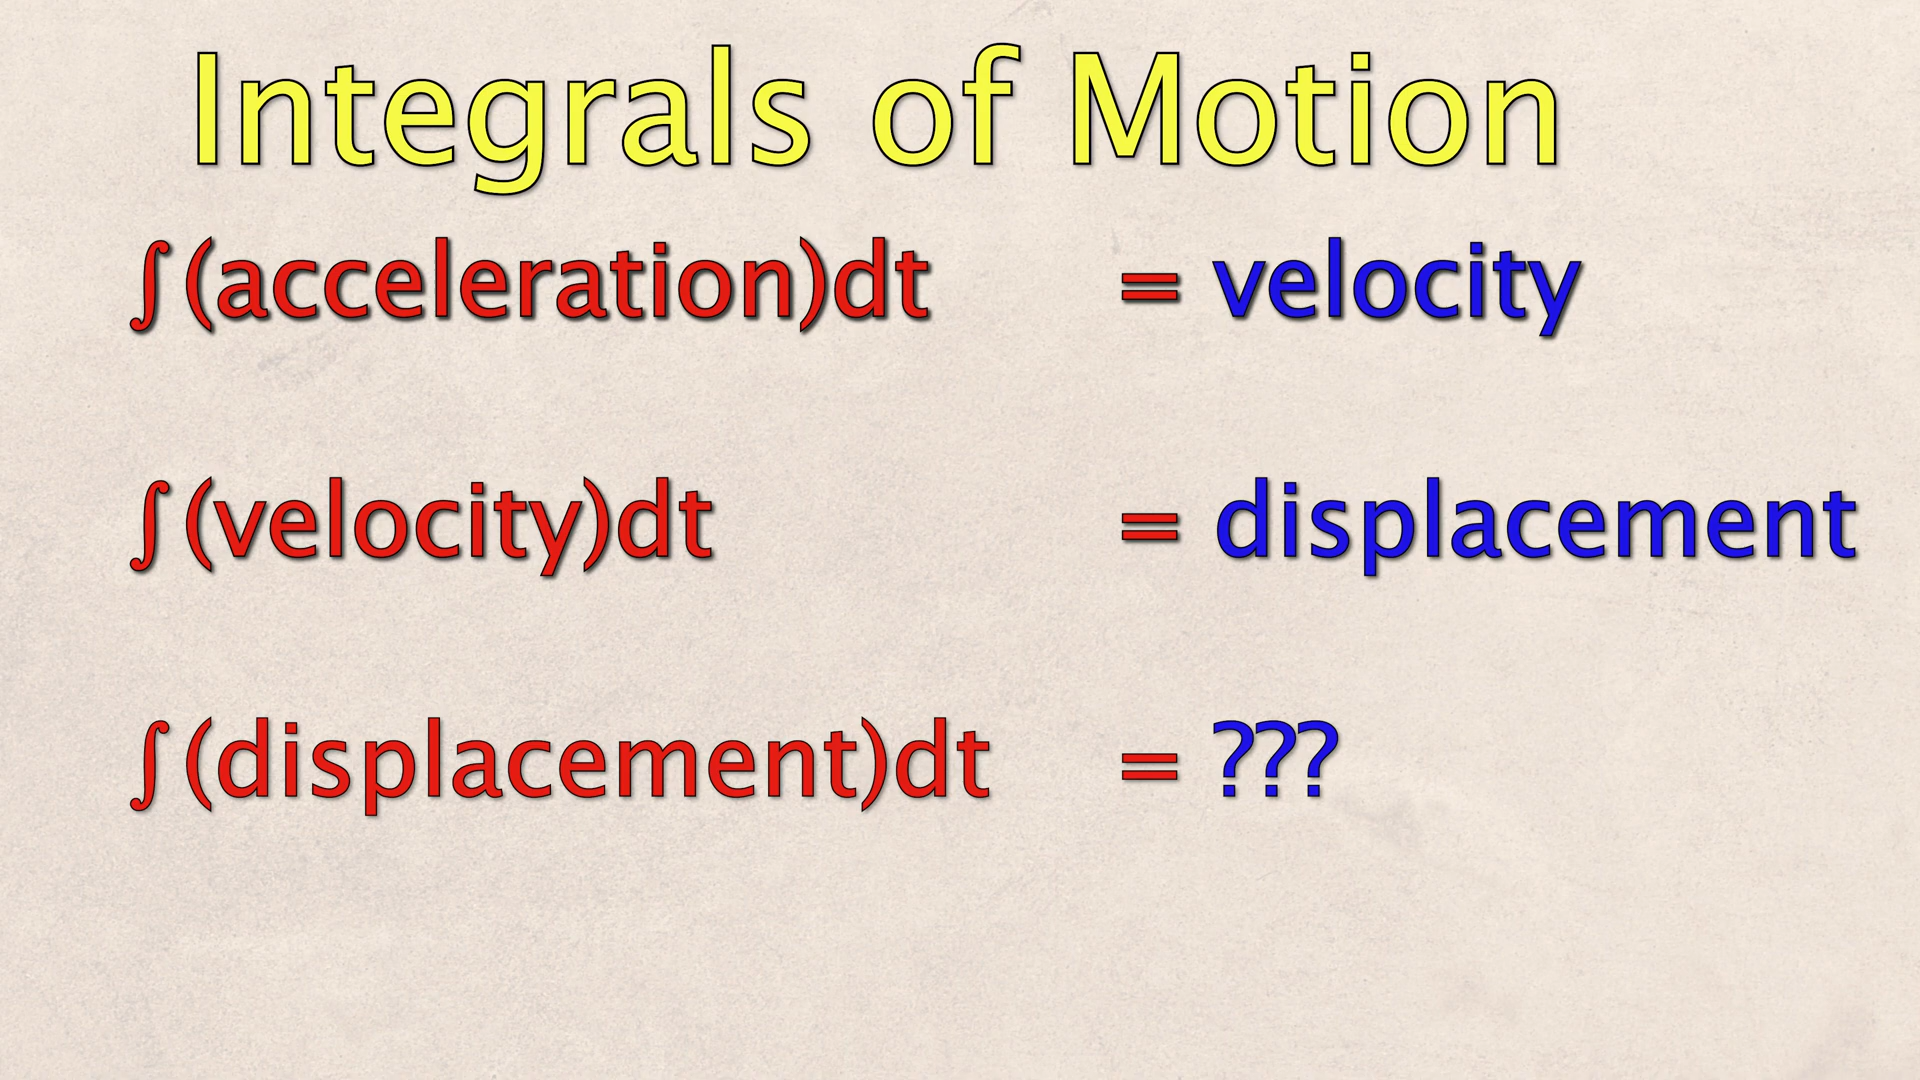 Integrals of Motion
∫(acceleration)dt = velocity
∫(velocity)dt = displacement
∫(displacement)dt = ???